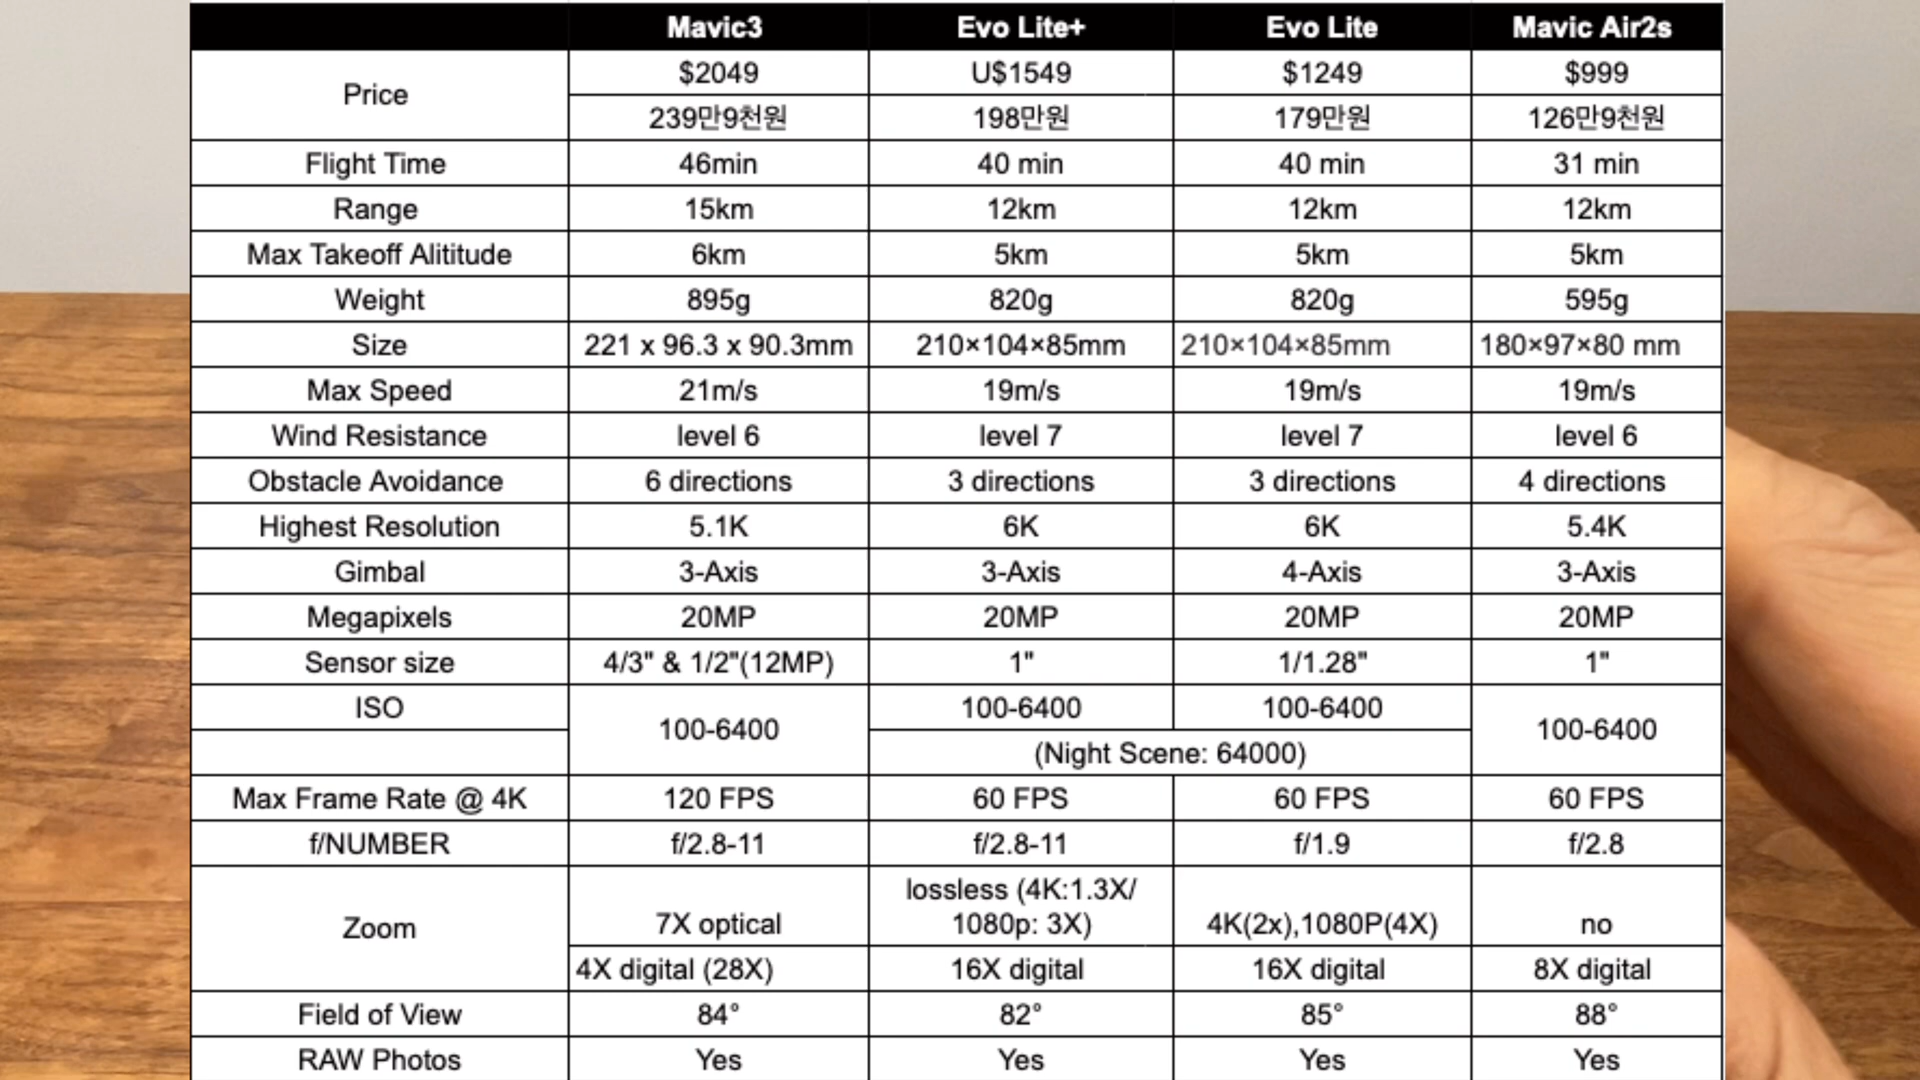 Mavic3 Evo Lite+ Evo Lite Mavic Air2s
Price $2049 U$1549 $1249 $999
239만9천원 198만원 179만원 126만9천원
Flight Time 46min 40 min 40 min 31 min
Range 15km 12km 12km 12km
Max Takeoff Alititude 6km 5km 5km 5km
Weight 895g 820g 820g 595g
Size 221 x 96.3 x 90.3mm 210×104×85mm 210×104×85mm 180×97×80 mm
Max Speed 21m/s 19m/s 19m/s 19m/s
Wind Resistance level 6 level 7 level 7 level 6
Obstacle Avoidance 6 directions 3 directions 3 directions 4 directions
Highest Resolution 5.1K 6K 6K 5.4K
Gimbal 3-Axis 3-Axis 4-Axis 3-Axis
Megapixels 20MP 20MP 20MP 20MP
Sensor size 4/3" & 1/2"(12MP) 1" 1/1.28" 1"
ISO 100-6400 100-6400 100-6400 100-6400
(Night Scene: 64000)
Max Frame Rate @ 4K 120 FPS 60 FPS 60 FPS 60 FPS
f/NUMBER f/2.8-11 f/2.8-11 f/1.9 f/2.8
Zoom 7X optical lossless (4K:1.3X/
1080p: 3X) 4K(2x),1080P(4X) no
4X digital (28X) 16X digital 16X digital 8X digital
Field of View 84° 82° 85° 88°
RAW Photos Yes Yes Yes Yes